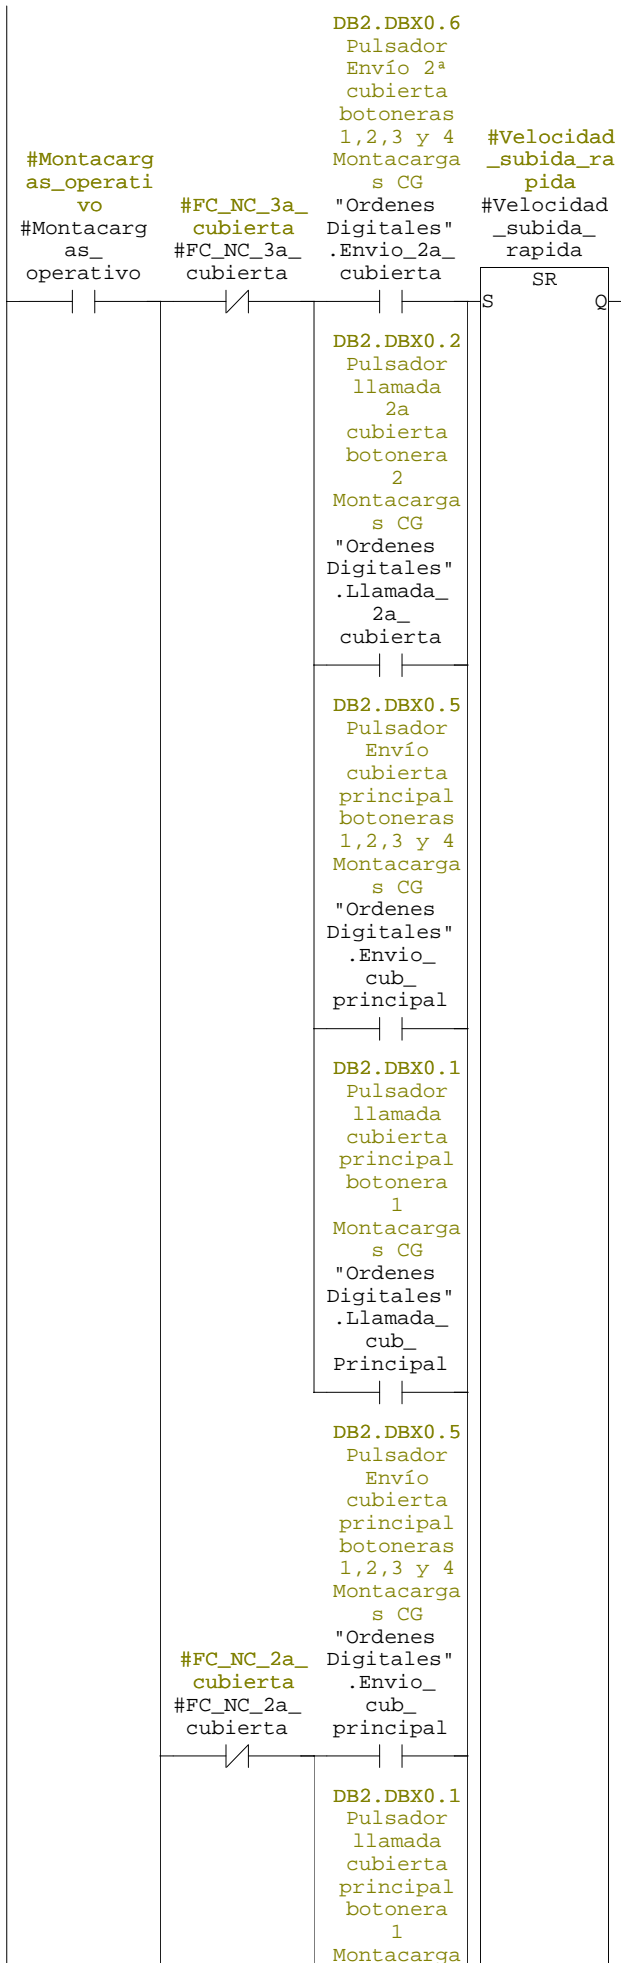 DB2.DBX0.6
Pulsador
Envío 2ª
cubierta
botoneras
1,2,3 y 4
Montacarga
s CG
"Ordenes
Digitales"
.Envio_2a_
cubierta
#Montacarg
as_operati
vo
#Montacarg
as_
operativo
#FC_NC_3a_
cubierta
#FC_NC_3a_
cubierta
#Velocidad
_subida_ra
pida
#Velocidad
_subida_
rapida
SR
S Q
DB2.DBX0.2
Pulsador
llamada
2a
cubierta
botonera
2
Montacarga
s CG
"Ordenes
Digitales"
.Llamada_
2a_
cubierta
DB2.DBX0.5
Pulsador
Envío
cubierta
principal
botoneras
1,2,3 y 4
Montacarga
s CG
"Ordenes
Digitales"
.Envio_
cub_
principal
DB2.DBX0.1
Pulsador
llamada
cubierta
principal
botonera
1
Montacarga
s CG
"Ordenes
Digitales"
.Llamada_
cub_
Principal
DB2.DBX0.5
Pulsador
Envío
cubierta
principal
botoneras
1,2,3 y 4
Montacarga
s CG
"Ordenes
Digitales"
.Envio_
cub_
principal
#FC_NC_2a_
cubierta
#FC_NC_2a_
cubierta
DB2.DBX0.1
Pulsador
llamada
cubierta
principal
botonera
1
Montacarga